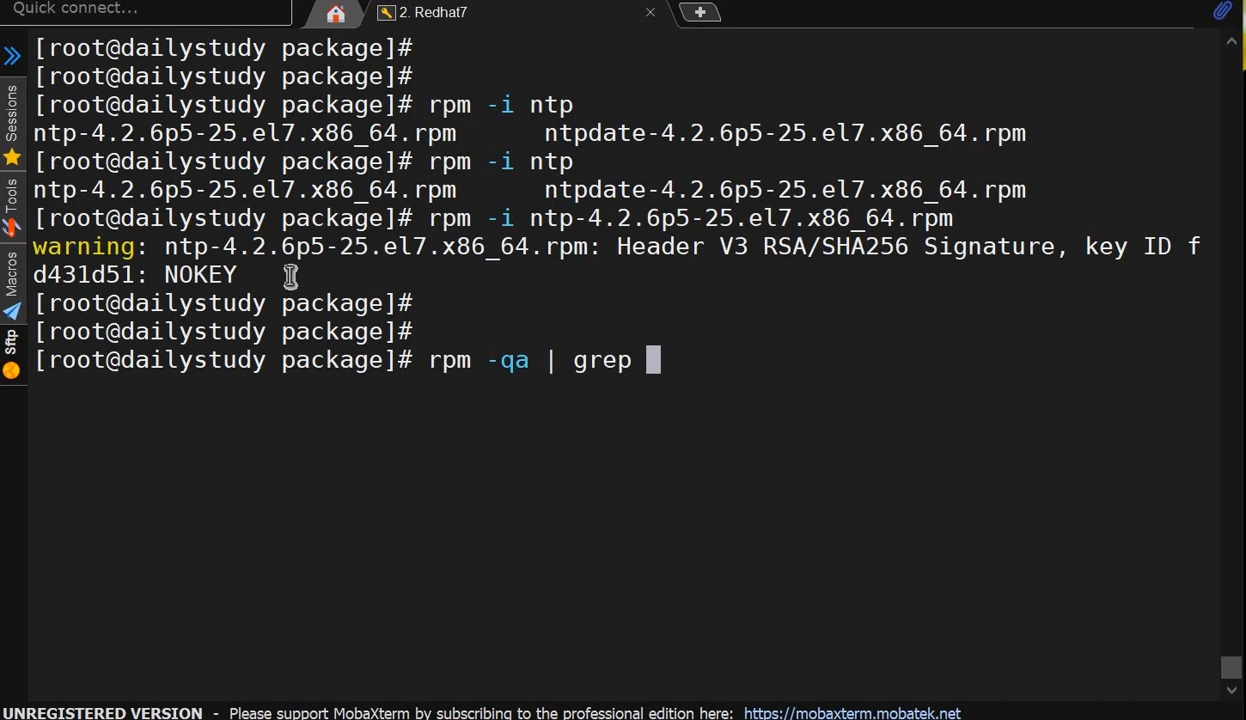 Quick connect...
2. Redhat7
[root@dailystudy package]#
[root@dailystudy package]#
[root@dailystudy package]# rpm -i ntp
ntp-4.2.6p5-25.el7.x86_64.rpm ntpdate-4.2.6p5-25.el7.x86_64.rpm
[root@dailystudy package]# rpm -i ntp
ntp-4.2.6p5-25.el7.x86_64.rpm ntpdate-4.2.6p5-25.el7.x86_64.rpm
[root@dailystudy package]# rpm -i ntp-4.2.6p5-25.el7.x86_64.rpm
warning: ntp-4.2.6p5-25.el7.x86_64.rpm: Header V3 RSA/SHA256 Signature, key ID f
d431d51: NOKEY
[root@dailystudy package]#
[root@dailystudy package]#
[root@dailystudy package]# rpm -qa | grep
Sessions
Tools
Macros
Sftp
UNREGISTERED VERSION - Please support MobaXterm by subscribing to the professional edition here: https://mobaxterm.mobatek.net